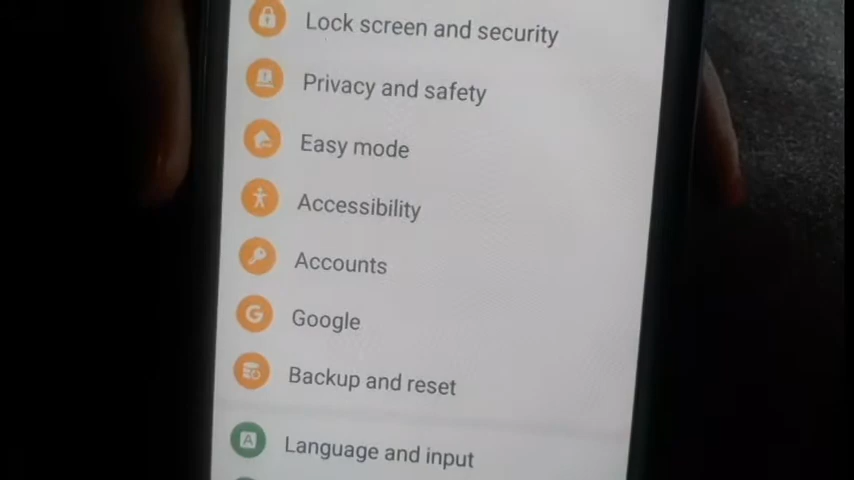 Lock screen and security
Privacy and safety
Easy mode
Accessibility
Accounts
Google
Backup and reset
Language and input